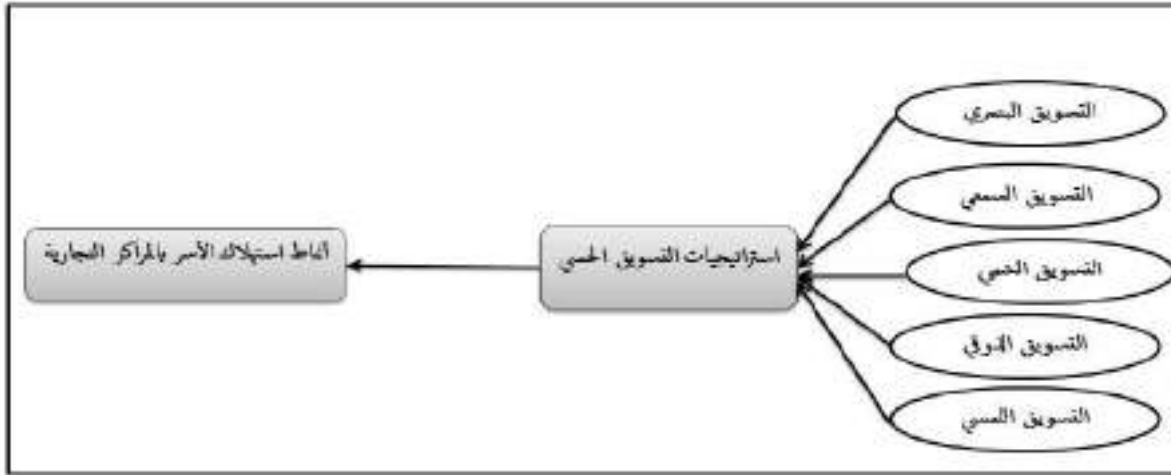 التسويق البصري
التسويق السمعي
التسويق الشمي
التسويق الذوقي
التسويق اللمسي
استراتيجيات التسويق الحسي
أنماط استهلاك الأسر بالمراكز التجارية